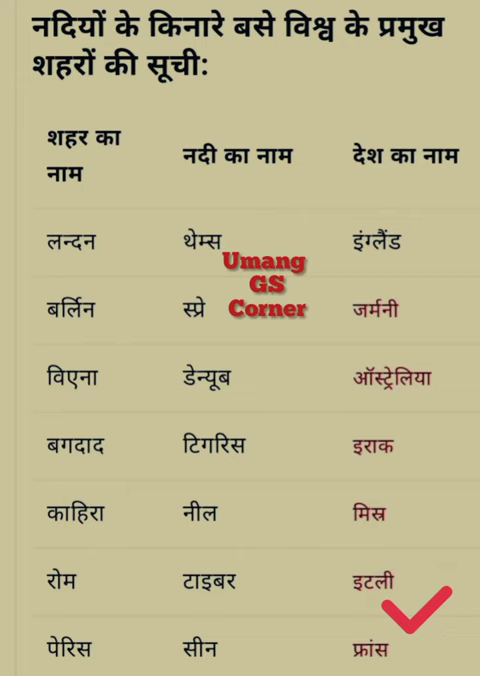 नदियों के किनारे बसे विश्व के प्रमुख
शहरों की सूची:
शहर का
नाम
नदी का नाम
देश का नाम
लन्दन थेम्स इंग्लैंड
Umang
GS
Corner
बर्लिन स्प्रे जर्मनी
विएना डेन्यूब ऑस्ट्रेलिया
बगदाद टिगरिस इराक
काहिरा नील मिस्र
रोम टाइबर इटली
पेरिस सीन फ्रांस